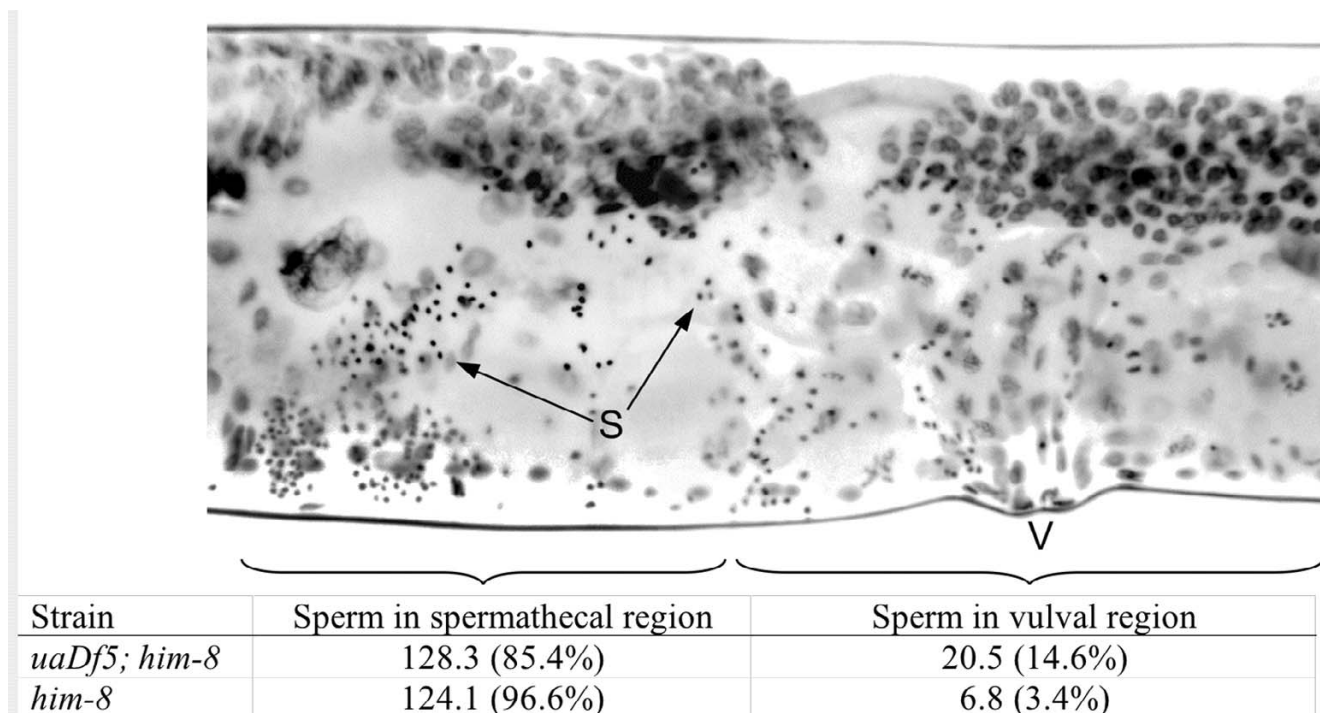 S
V
Strain Sperm in spermathecal region Sperm in vulval region
uaDf5; him-8 128.3 (85.4%) 20.5 (14.6%)
him-8 124.1 (96.6%) 6.8 (3.4%)